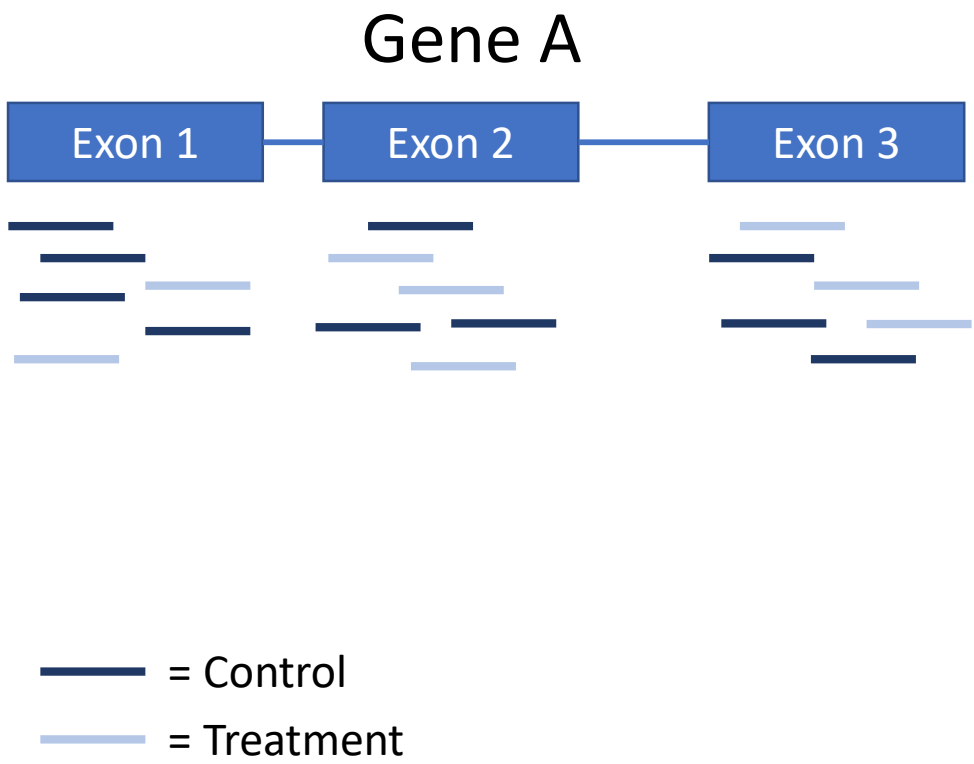 Gene A
Exon 1
Exon 2
Exon 3
= Control
= Treatment